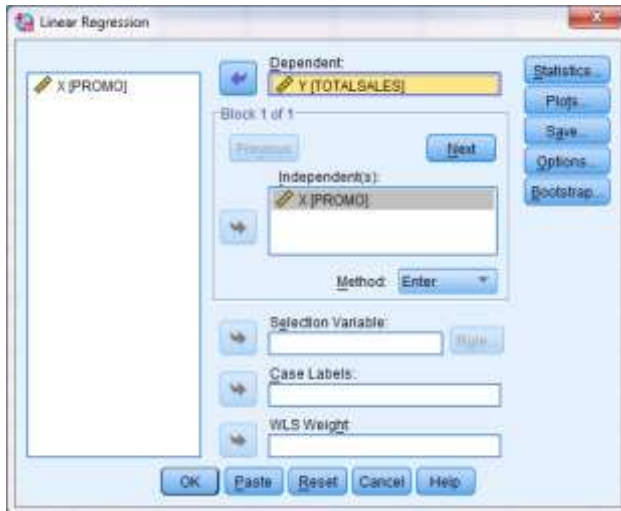 Linear Regression
X [PROMO]
Dependent:
Y [TOTALSALES]
Block 1 of 1
Previous
Next
Independent(s):
X [PROMO]
Method: Enter
Selection Variable:
Rule...
Case Labels:
WLS Weight:
Statistics...
Plots...
Save...
Options...
Bootstrap...
OK
Paste
Reset
Cancel
Help